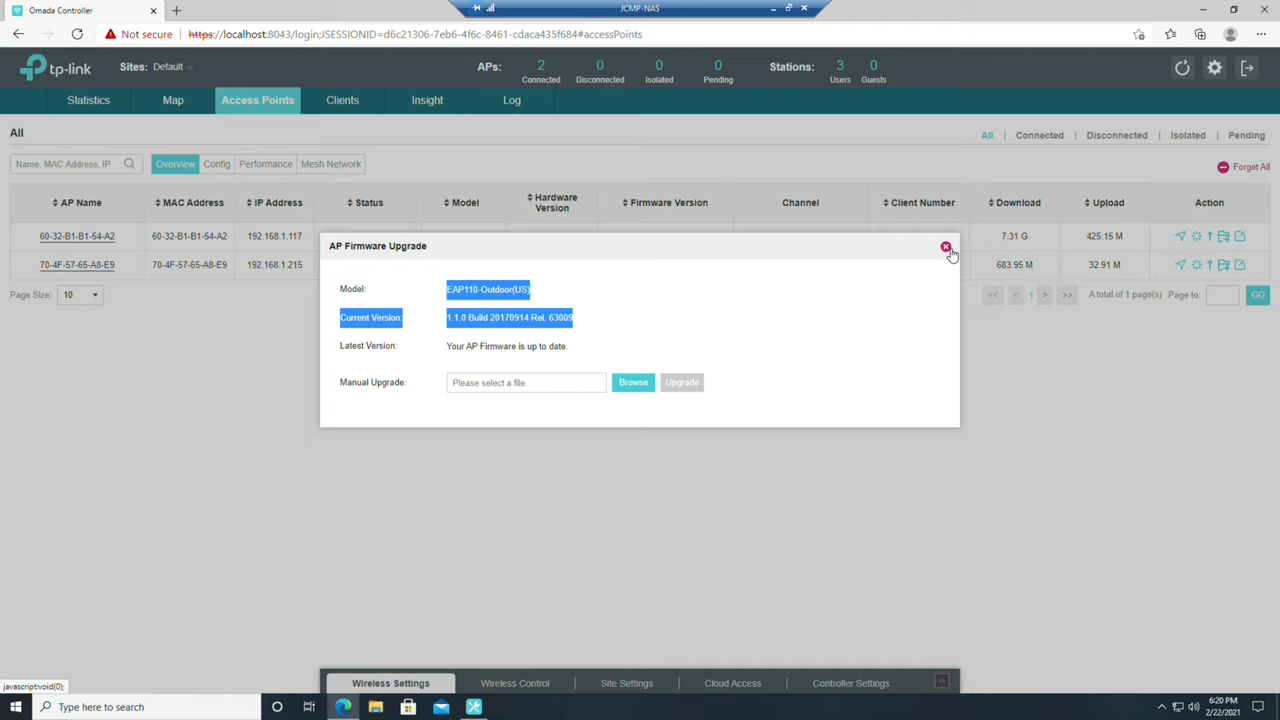 Omada Controller
JCMP-NAS
Not secure
https://localhost:8043/login;JSESSIONID=d6c21306-7eb6-4f6c-8461-cdaca435f684#accessPoints
tp-link
Sites: Default
APs: 2 Connected 0 Disconnected 0 Isolated 0 Pending
Stations: 3 Users 0 Guests
Statistics Map Access Points Clients Insight Log
All
All | Connected | Disconnected | Isolated | Pending
Name, MAC Address, IP Overview Config Performance Mesh Network
Forget All
AP Name MAC Address IP Address Status Model Hardware Version Firmware Version Channel Client Number Download Upload Action
60-32-B1-B1-54-A2 60-32-B1-B1-54-A2 192.168.1.117 7.31 G 425.15 M
70-4F-57-65-A8-E9 70-4F-57-65-A8-E9 192.168.1.215 683.95 M 32.91 M
Page Size: 10 << < 1 > >> A total of 1 page(s) Page to: GO
AP Firmware Upgrade
Model: EAP110-Outdoor(US)
Current Version: 1.1.0 Build 20170914 Rel. 63009
Latest Version: Your AP Firmware is up to date.
Manual Upgrade: Please select a file. Browse Upgrade
Wireless Settings Wireless Control | Site Settings | Cloud Access | Controller Settings
javascript:void(0);
Type here to search
6:20 PM
2/22/2021